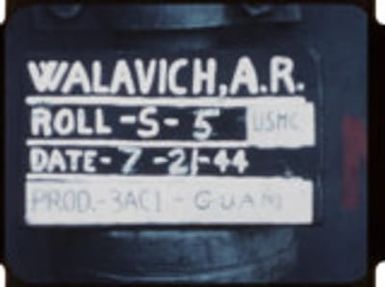 WALAVICH, A.R.
ROLL -S- 5 USMC
DATE- 7 -21-44
PROD.- 3AC1 - GUAM